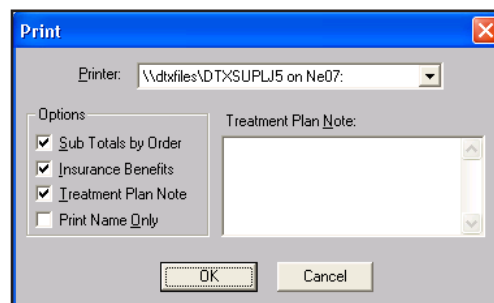 Print
Printer: \\dtxfiles\DTXSUPLJ5 on Ne07:
Options
Sub Totals by Order
Insurance Benefits
Treatment Plan Note
Print Name Only
Treatment Plan Note:
OK Cancel